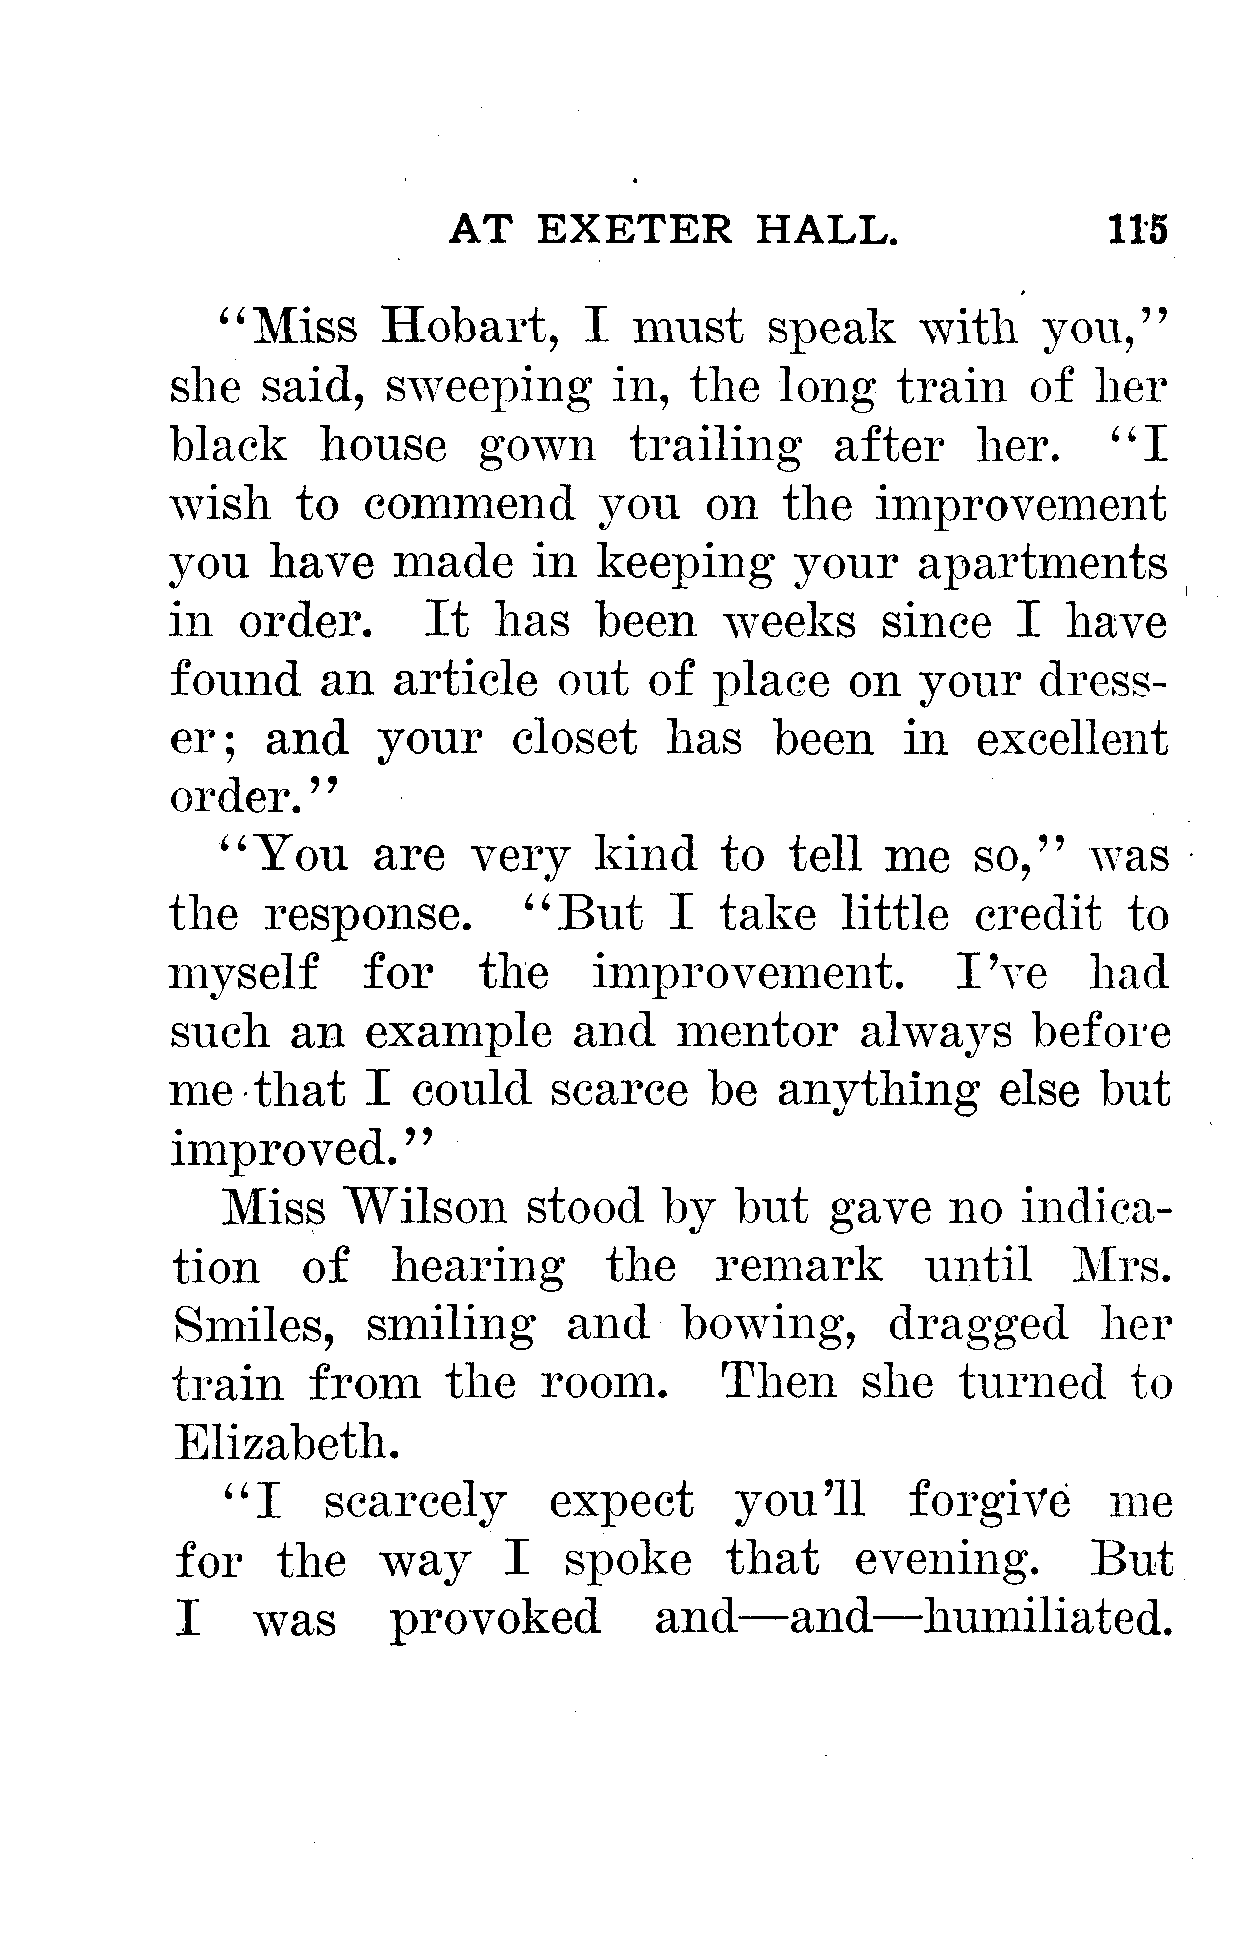 AT EXETER HALL. 115
"Miss Hobart, I must speak with you,"
she said, sweeping in, the long train of her
black house gown trailing after her. "I
wish to commend you on the improvement
you have made in keeping your apartments
in order. It has been weeks since I have
found an article out of place on your dress-
er; and your closet has been in excellent
order."
"You are very kind to tell me so," was
the response. "But I take little credit to
myself for the improvement. I've had
such an example and mentor always before
me that I could scarce be anything else but
improved."
Miss Wilson stood by but gave no indica-
tion of hearing the remark until Mrs.
Smiles, smiling and bowing, dragged her
train from the room. Then she turned to
Elizabeth.
"I scarcely expect you'll forgive me
for the way I spoke that evening. But
I was provoked and—and—humiliated.